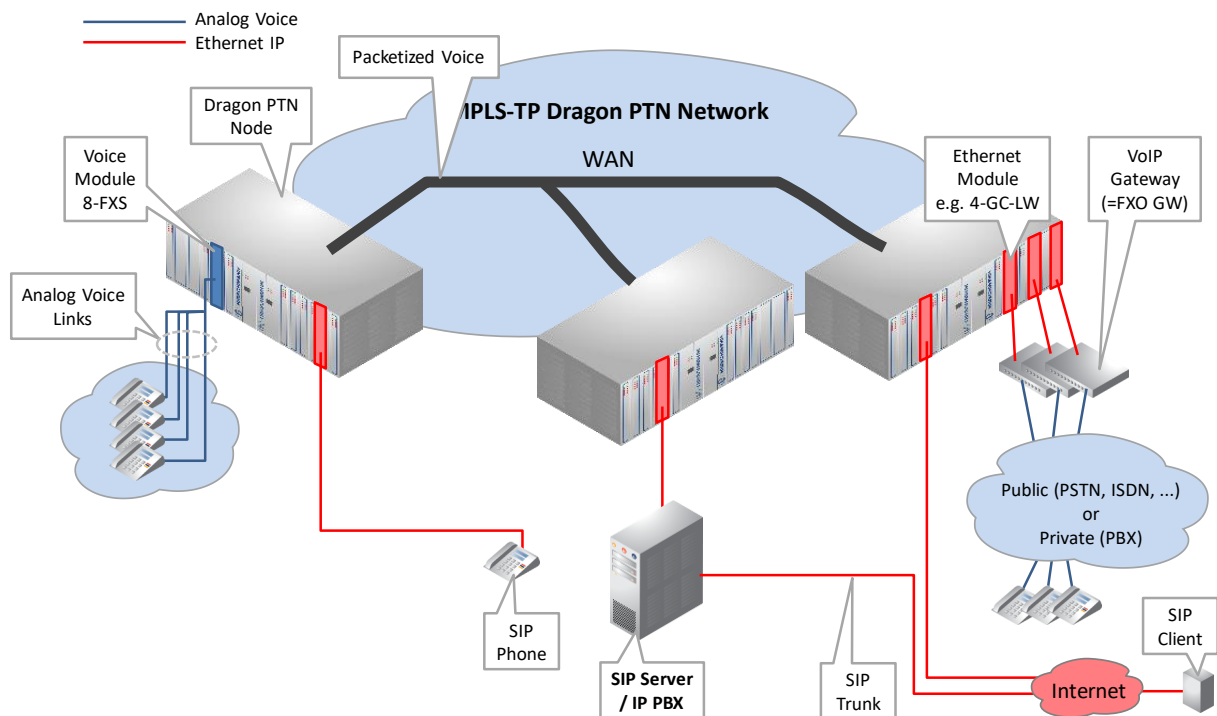 Analog Voice
Ethernet IP
Packetized Voice
Dragon PTN
Node
IPLS-TP Dragon PTN Network
WAN
Voice
Module
8-FXS
Ethernet
Module
e.g. 4-GC-LW
VoIP
Gateway
(=FXO GW)
Analog Voice
Links
Public (PSTN, ISDN, ...)
or
Private (PBX)
SIP
Phone
SIP Server
/ IP PBX
SIP
Trunk
Internet
SIP
Client